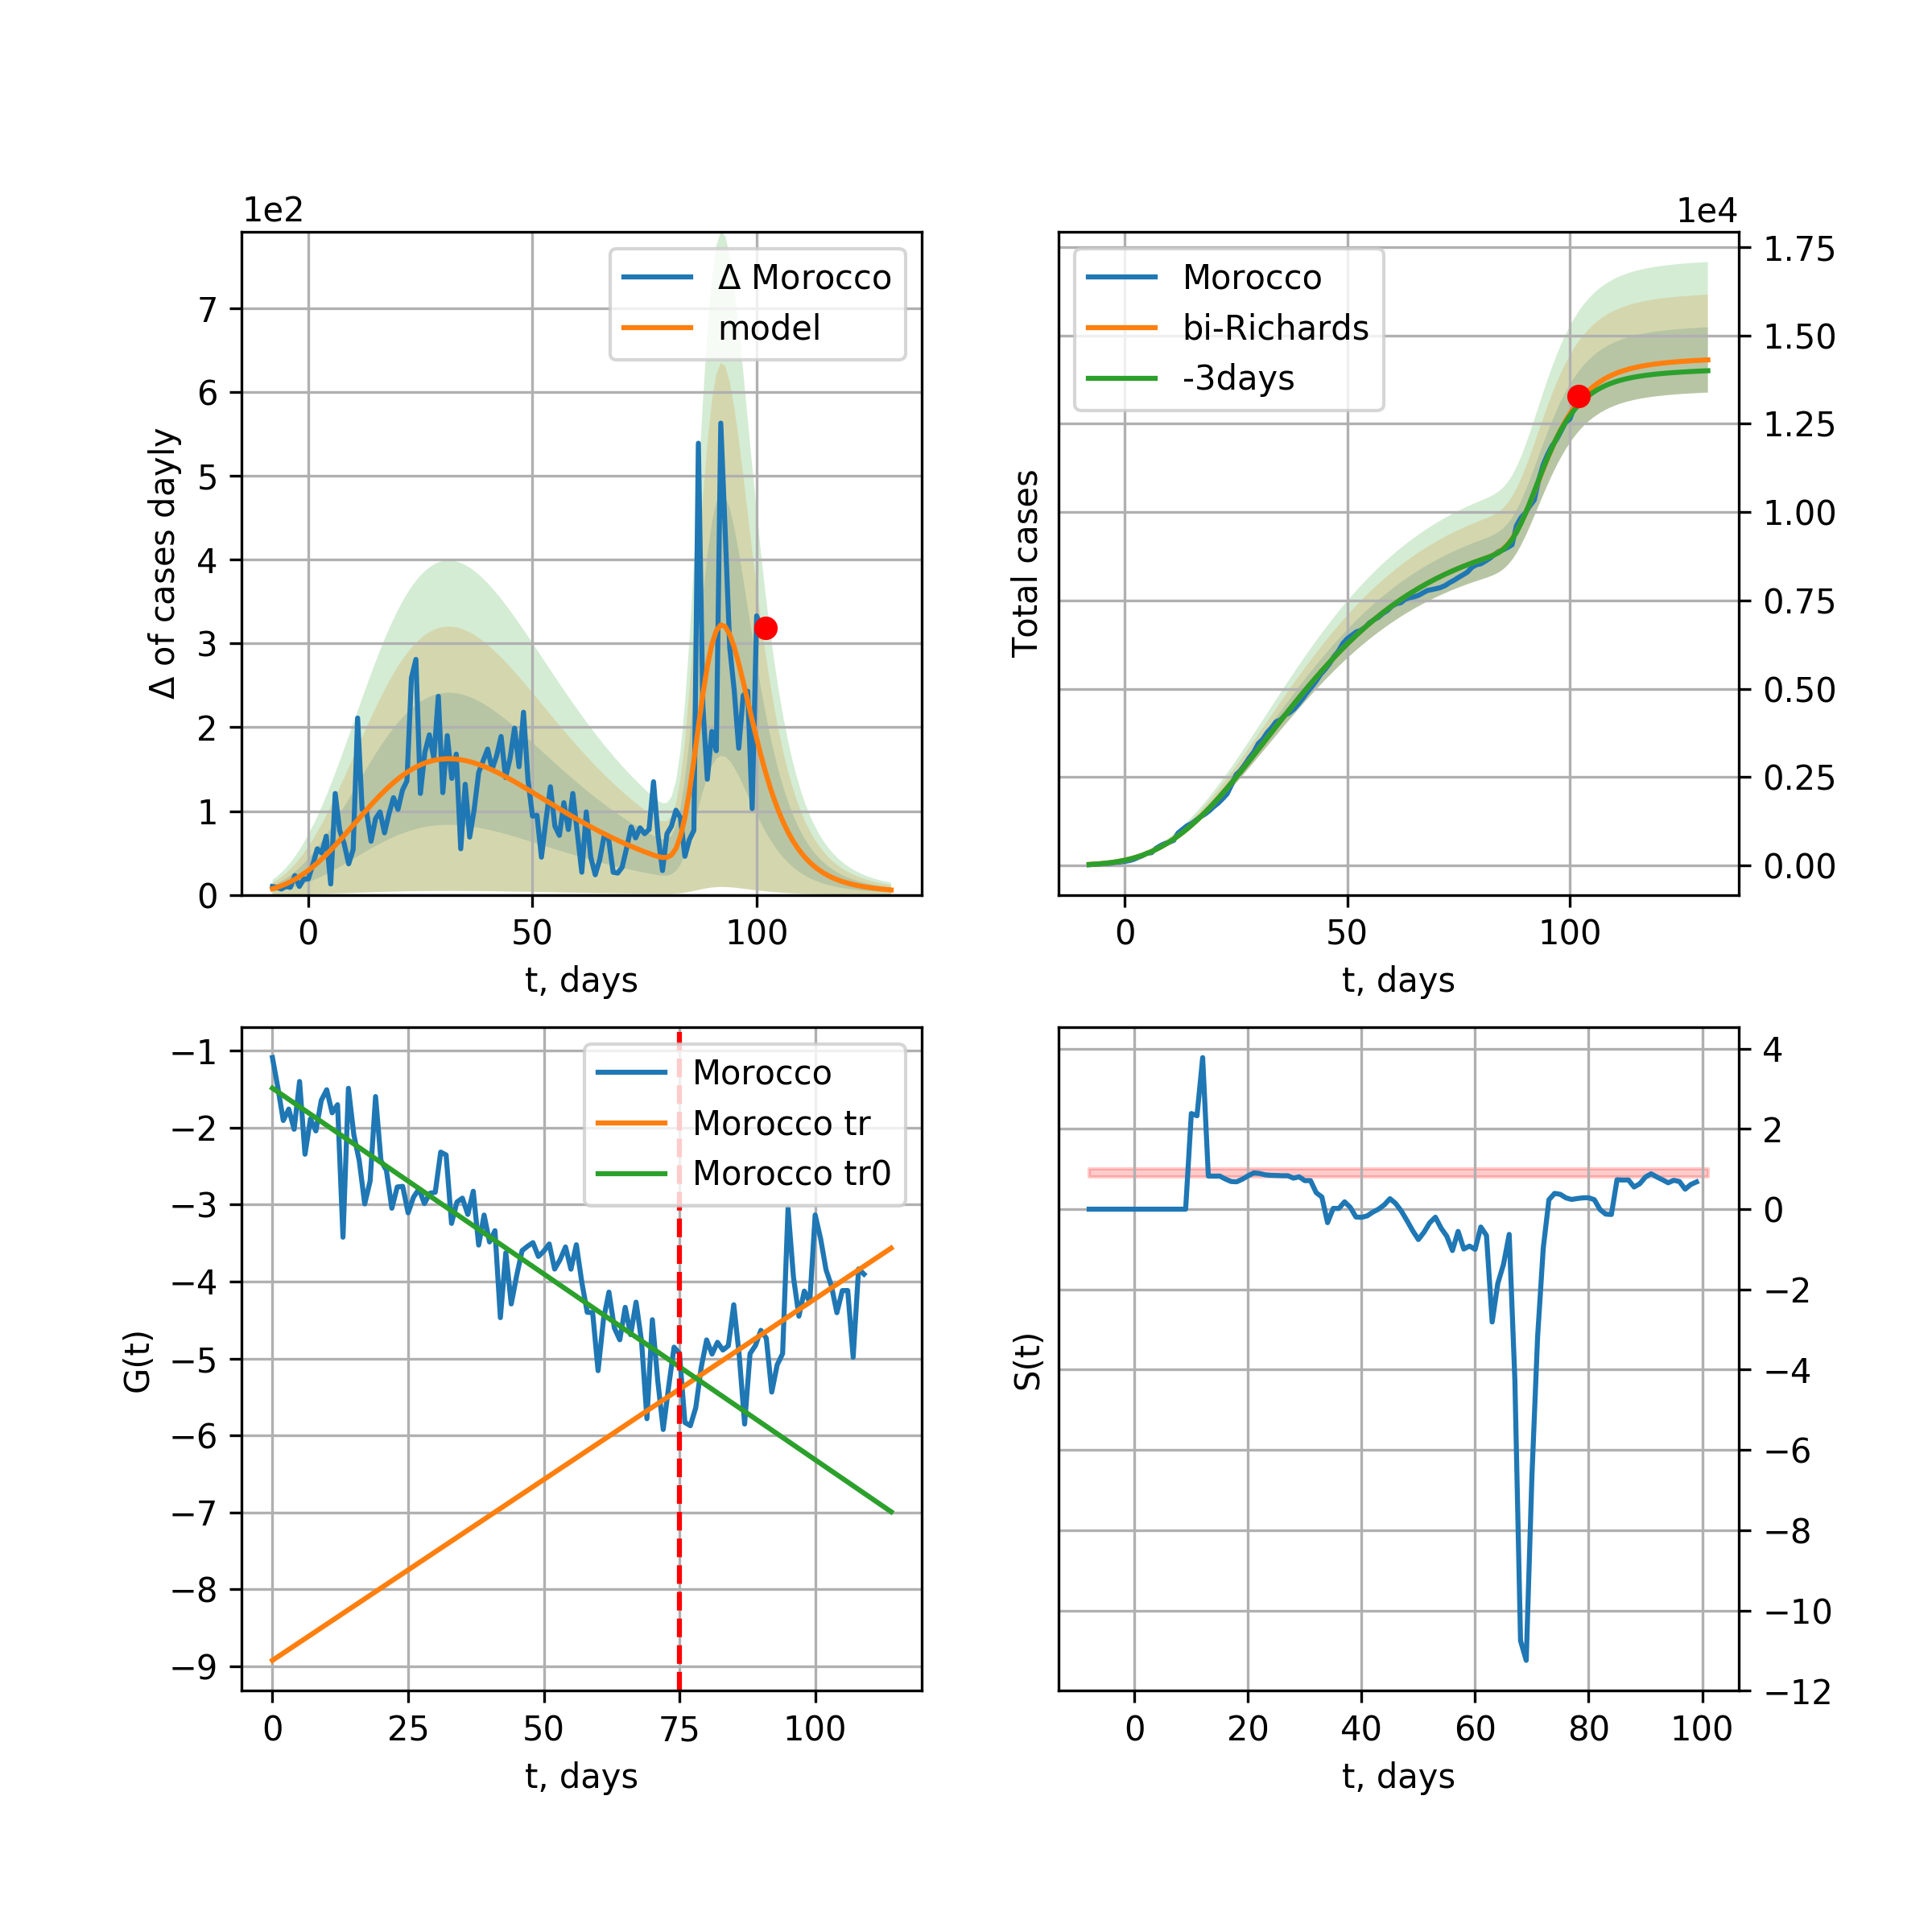 1e2
Δ of cases dayly
7
6
5
4
3
2
1
0
0 50 100
t, days
Δ Morocco
model
1e4
Total cases
1.75
1.50
1.25
1.00
0.75
0.50
0.25
0.00
0 50 100
t, days
Morocco
bi-Richards
-3days
G(t)
−1
−2
−3
−4
−5
−6
−7
−8
−9
0 25 50 75 100
t, days
Morocco
Morocco tr
Morocco tr0
S(t)
4
2
0
−2
−4
−6
−8
−10
−12
0 20 40 60 80 100
t, days